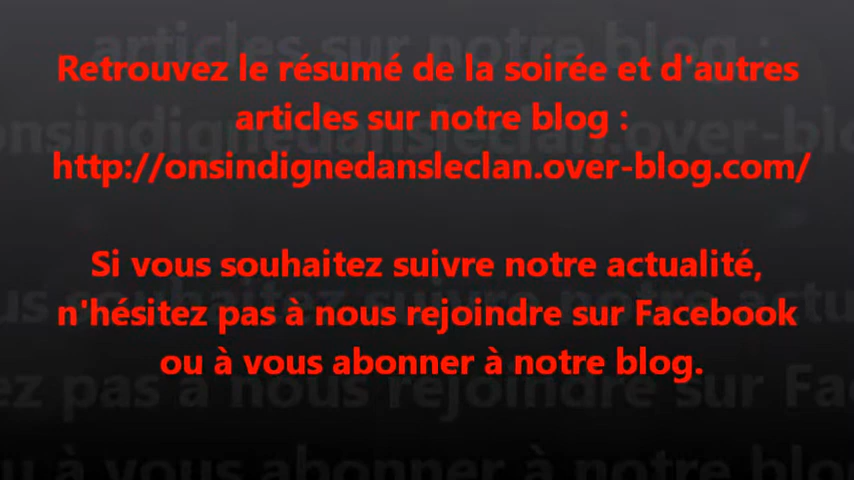 Retrouvez le résumé de la soirée et d'autres
articles sur notre blog :
http://onsindignedansleclan.over-blog.com/
Si vous souhaitez suivre notre actualité,
n'hésitez pas à nous rejoindre sur Facebook
ou à vous abonner à notre blog.